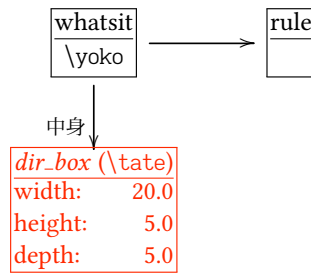 whatsit
\yoko
rule
中身
dir_box (\tate)
width: 20.0
height: 5.0
depth: 5.0